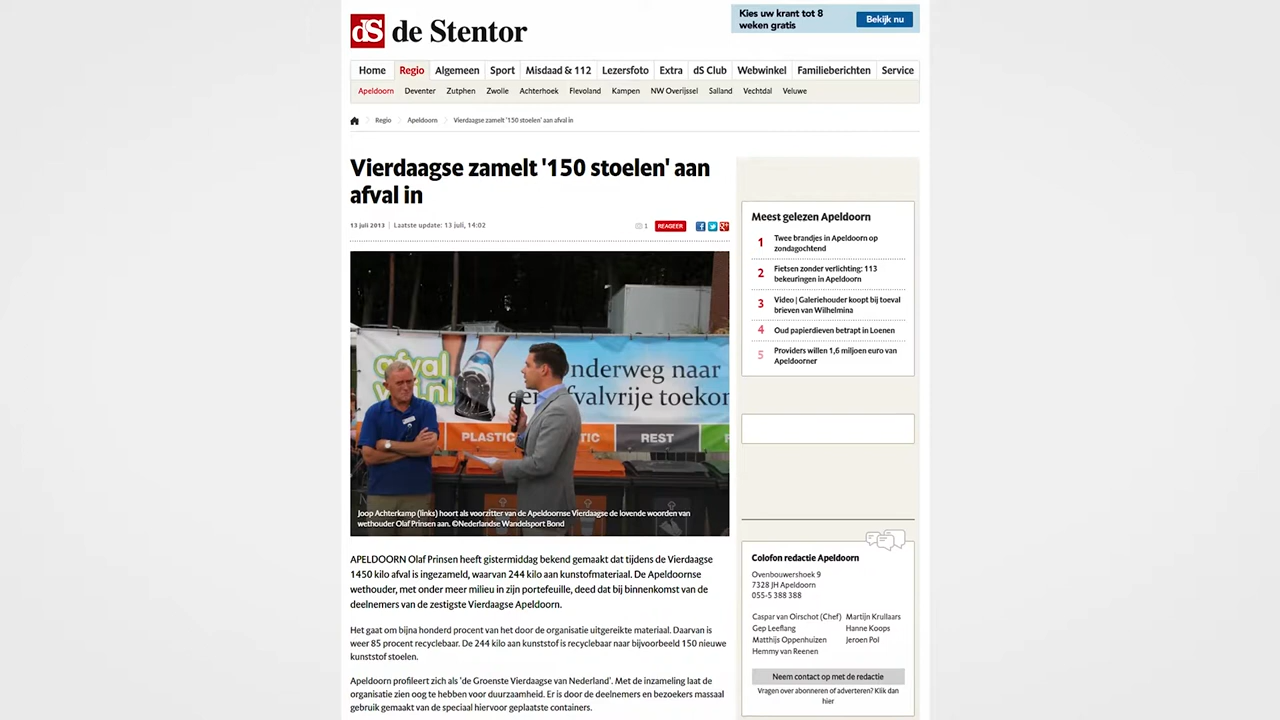 Kies uw krant tot 8
weken gratis
Bekijk nu
dS de Stentor
Home Regio Algemeen Sport Misdaad & 112 Lezersfoto Extra dS Club Webwinkel Familieberichten Service
Apeldoorn Deventer Zutphen Zwolle Achterhoek Flevoland Kampen NW Overijssel Salland Vechtdal Veluwe
Regio Apeldoorn Vierdaagse zamelt '150 stoelen' aan afval in
Vierdaagse zamelt '150 stoelen' aan
afval in
13 juli 2013 | Laatste update: 13 juli, 14:02
1 REAGEER
afval
nderweg naar
valvrije toekor
PLASTIC
TIC
REST
Joop Achterkamp (links) hoort als voorzitter van de Apeldoornse Vierdaagse de lovende woorden van
wethouder Olaf Prinsen aan. ©Nederlandse Wandelsport Bond
APELDOORN Olaf Prinsen heeft gistermiddag bekend gemaakt dat tijdens de Vierdaagse
1450 kilo afval is ingezameld, waarvan 244 kilo aan kunstofmateriaal. De Apeldoornse
wethouder, met onder meer milieu in zijn portefeuille, deed dat bij binnenkomst van de
deelnemers van de zestigste Vierdaagse Apeldoorn.
Het gaat om bijna honderd procent van het door de organisatie uitgereikte materiaal. Daarvan is
weer 85 procent recyclebaar. De 244 kilo aan kunstof is recyclebaar naar bijvoorbeeld 150 nieuwe
kunststof stoelen.
Apeldoorn profileert zich als 'de Groenste Vierdaagse van Nederland'. Met de inzameling laat de
organisatie zien oog te hebben voor duurzaamheid. Er is door de deelnemers en bezoekers massaal
gebruik gemaakt van de speciaal hiervoor geplaatste containers.
Meest gelezen Apeldoorn
1 Twee brandjes in Apeldoorn op
zondagochtend
2 Fietsen zonder verlichting: 113
bekeuringen in Apeldoorn
3 Video | Galeriehouder koopt bij toeval
brieven van Wilhelmina
4 Oud papierdieven betrapt in Loenen
5 Providers willen 1,6 miljoen euro van
Apeldoorner
Colofon redactie Apeldoorn
Ovenbouwershoek 9
7328 JH Apeldoorn
055-5 388 388
Caspar van Oirschot (Chef) Martijn Krullaars
Gep Leeflang Hanne Koops
Matthijs Oppenhuizen Jeroen Pol
Hemmy van Reenen
Neem contact op met de redactie
Vragen over abonneren of adverteren? Klik dan
hier